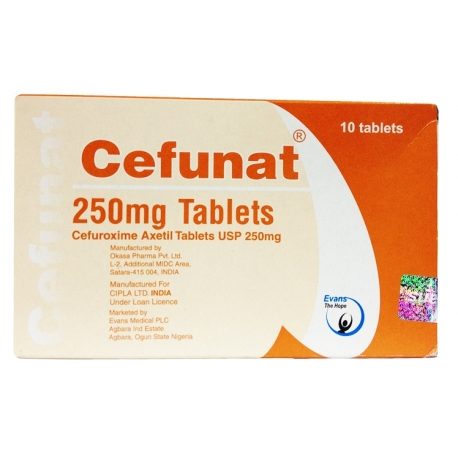 Cefunat
Cefunat®
10 tablets
250mg Tablets
Cefuroxime Axetil Tablets USP 250mg
Manufactured by
Okasa Pharma Pvt. Ltd.
L-2, Additional MIDC Area,
Satara-415 004, INDIA
Manufactured For
CIPLA LTD. INDIA
Under Loan Licence
Marketed by
Evans Medical PLC
Agbara Ind Estate
Agbara, Ogun State Nigeria
Evans
The Hope